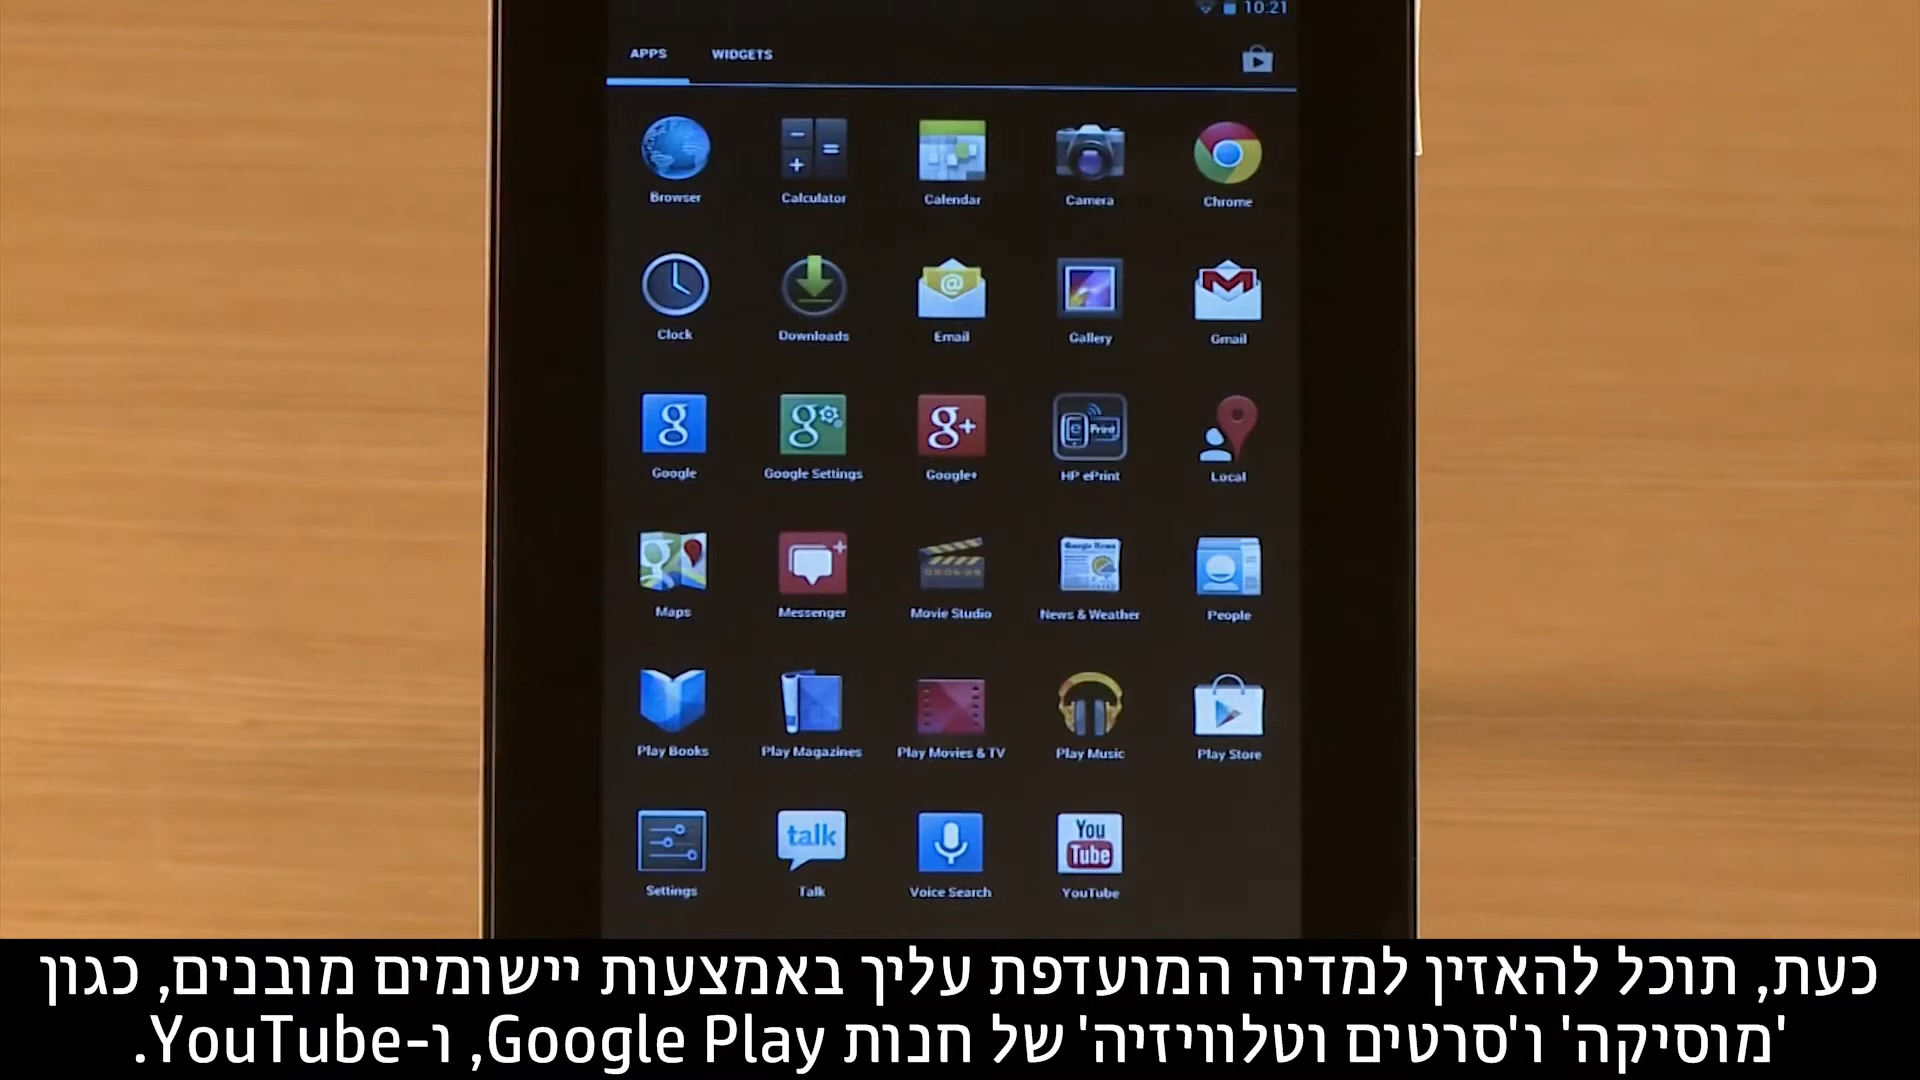 10:21
APPS WIDGETS
Browser Calculator Calendar Camera Chrome
Clock Downloads Email Gallery Gmail
Google Google Settings Google+ HP ePrint Local
Maps Messenger Movie Studio News & Weather People
Play Books Play Magazines Play Movies & TV Play Music Play Store
talk
You
Tube
Settings Talk Voice Search YouTube
כעת, תוכל להאזין למדיה המועדפת עליך באמצעות יישומים מובנים, כגון
'מוסיקה' ו'סרטים וטלוויזיה' של חנות Google Play, ו-YouTube.